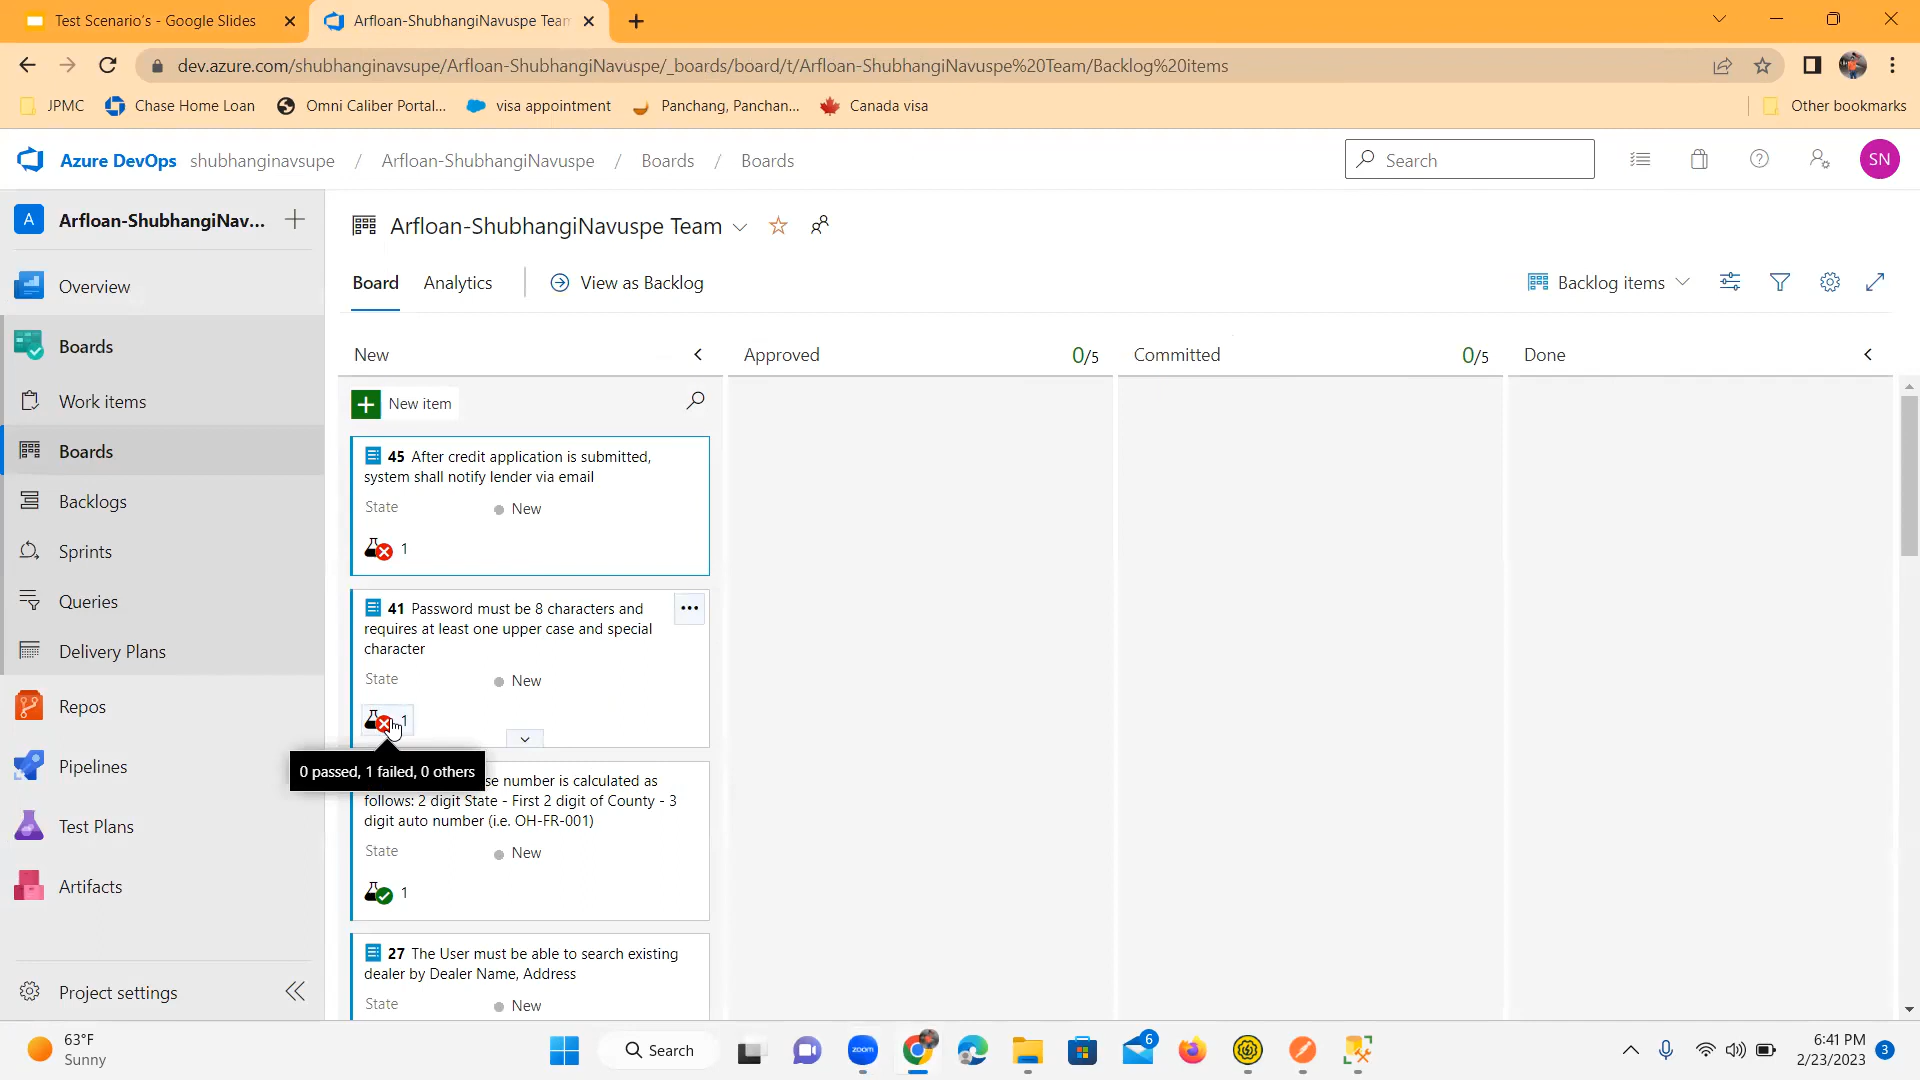 Test Scenario's - Google Slides
Arfloan-ShubhangiNavuspe Team
dev.azure.com/shubhanginavsupe/Arfloan-ShubhangiNavuspe/_boards/board/t/Arfloan-ShubhangiNavuspe%20Team/Backlog%20items
JPMC
Chase Home Loan
Omni Caliber Portal...
visa appointment
Panchang, Panchan...
Canada visa
Other bookmarks
Azure DevOps
shubhanginavsupe / Arfloan-ShubhangiNavuspe / Boards / Boards
Search
SN
A
Arfloan-ShubhangiNav...
Arfloan-ShubhangiNavuspe Team
Overview
Boards
Work items
Boards
Backlogs
Sprints
Queries
Delivery Plans
Repos
Pipelines
Test Plans
Artifacts
Project settings
Board
Analytics
View as Backlog
Backlog items
New
Approved
0/5
Committed
0/5
Done
New item
45 After credit application is submitted,
system shall notify lender via email
State
New
1
41 Password must be 8 characters and
requires at least one upper case and special
character
State
New
1
0 passed, 1 failed, 0 others
se number is calculated as
follows: 2 digit State - First 2 digit of County - 3
digit auto number (i.e. OH-FR-001)
State
New
1
27 The User must be able to search existing
dealer by Dealer Name, Address
State
New
63°F
Sunny
Search
zoom
6
6:41 PM
2/23/2023
3